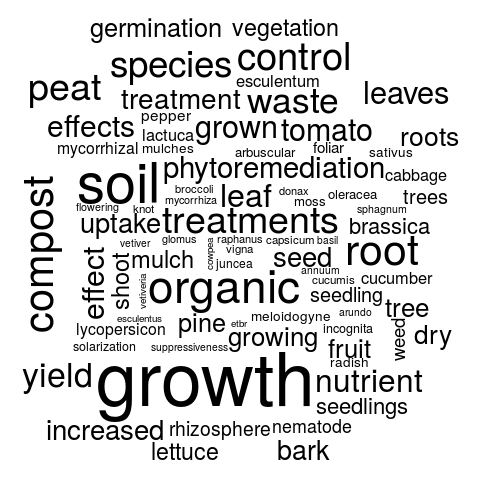 germination vegetation
species control
peat esculentum
treatment waste leaves
pepper
effects lactuca grown tomato roots
mycorrhizal mulches arbuscular foliar sativus
soil phytoremediation cabbage
broccoli leaf donax oleracea trees
mycorrhiza moss
flowering knot sphagnum
compost uptake treatments brassica
vetiver glomus raphanus capsicum basil
cowpea vigna root
effect shoot mulch juncea seed
annuum
vetiveria organic cucumis cucumber
seedling
esculentus pine etbr meloidogyne arundo tree
lycopersicon growing incognita weed dry
solarization suppressiveness fruit
radish
yield growth nutrient
seedlings
increased rhizosphere nematode
lettuce bark